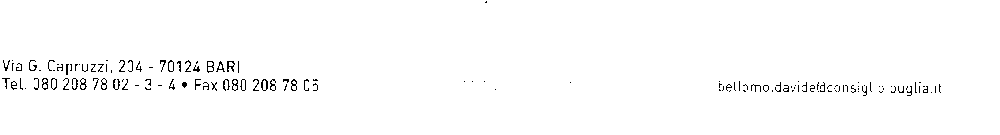 Via G. Capruzzi, 204 - 70124 BARI
Tel. 080 208 78 02 - 3 - 4 • Fax 080 208 78 05
bellomo.davide@consiglio.puglia.it